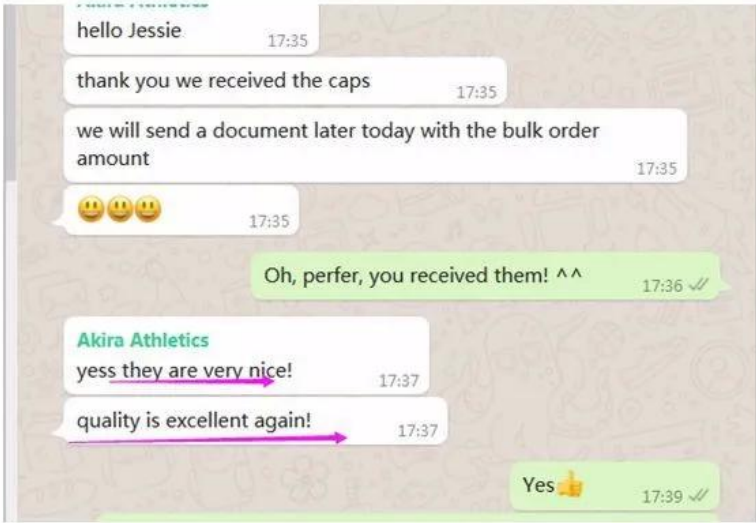 hello Jessie
17:35
thank you we received the caps
17:35
we will send a document later today with the bulk order
amount
17:35
😃😃😃
17:35
Oh, perfer, you received them! ^^
17:36
Akira Athletics
yess they are very nice!
17:37
quality is excellent again!
17:37
Yes👍
17:39